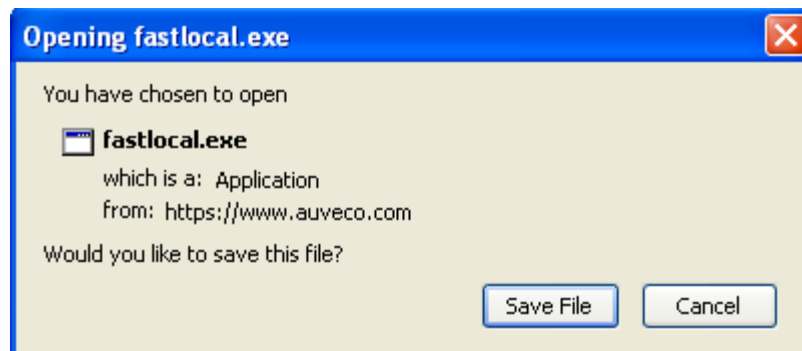 Opening fastlocal.exe
You have chosen to open
fastlocal.exe
which is a: Application
from: https://www.auveco.com
Would you like to save this file?
Save File Cancel